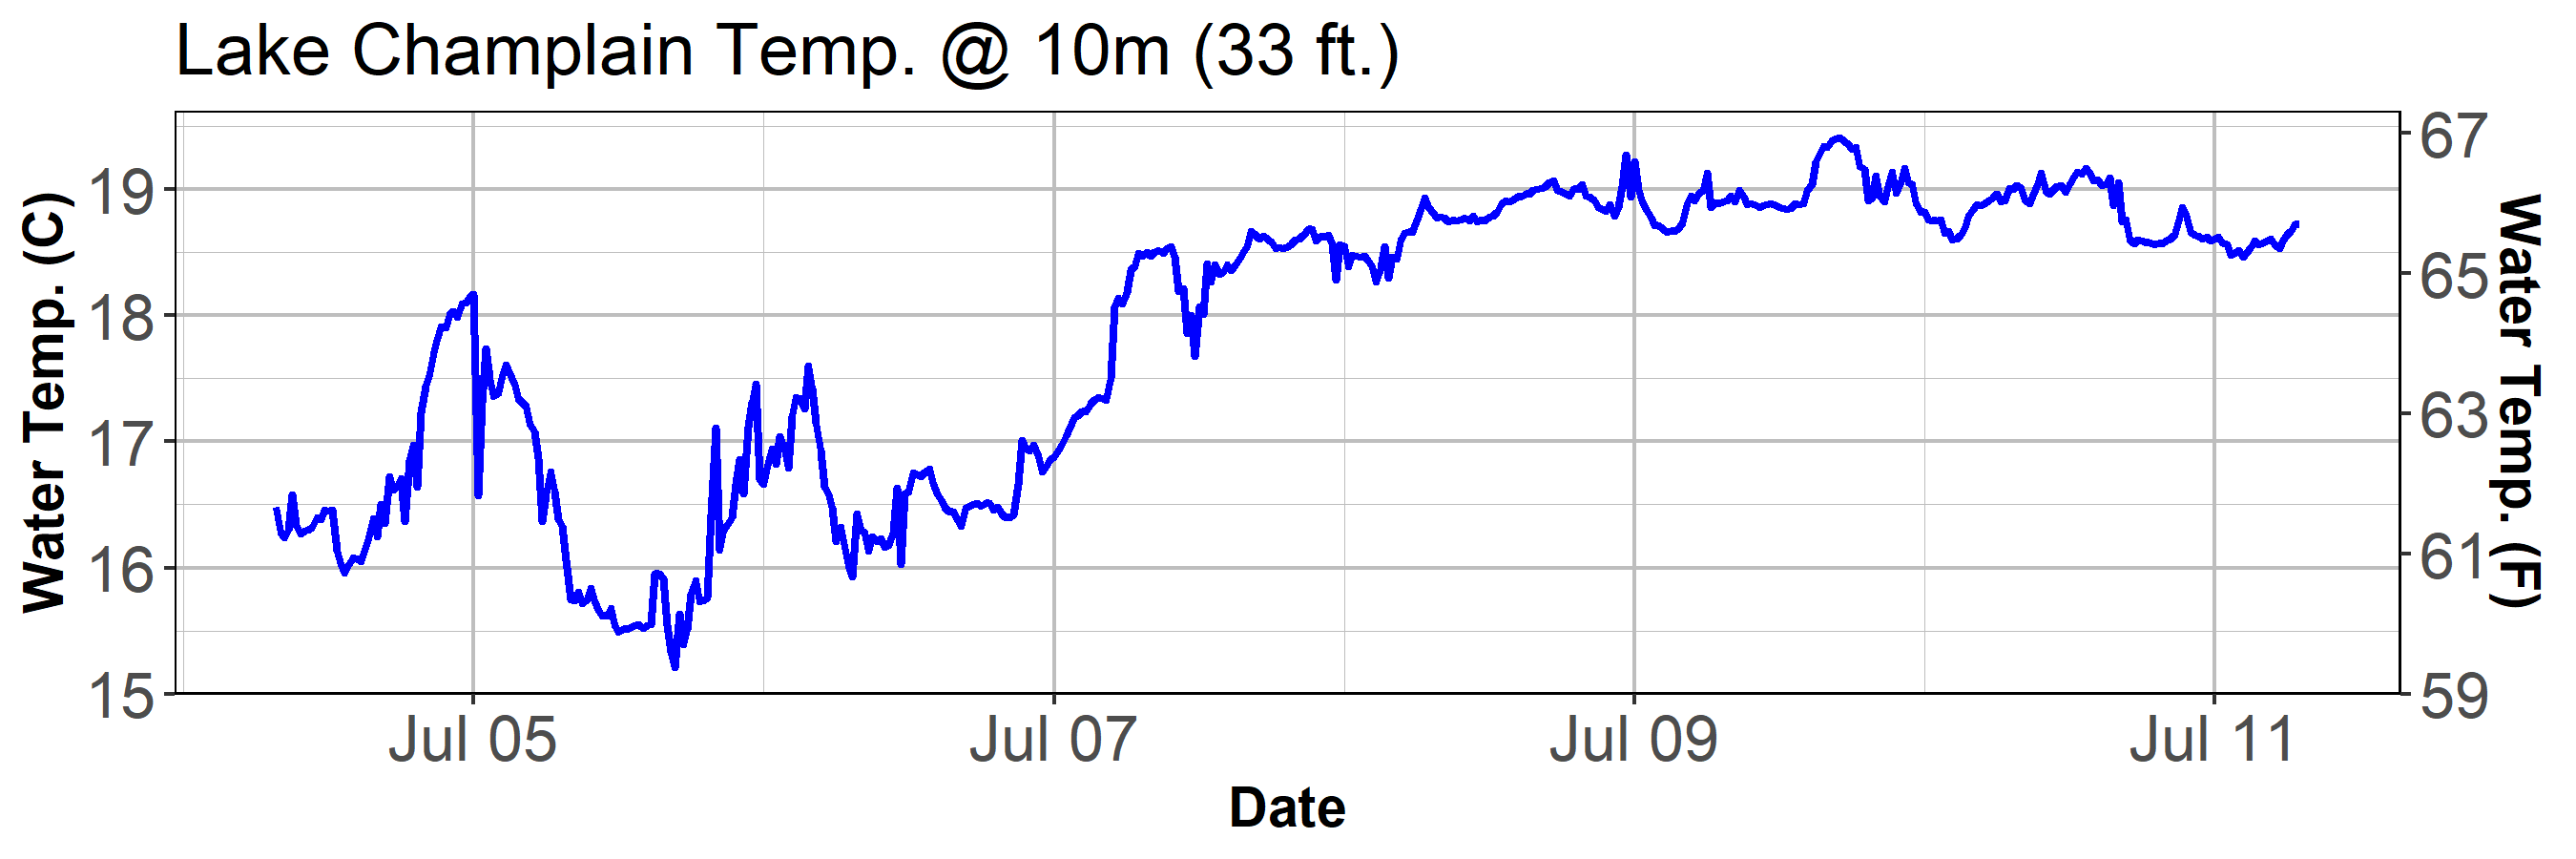 Lake Champlain Temp. @ 10m (33 ft.)
Water Temp. (C)
19
18
17
16
15
67
65
63
61
59
Water Temp. (F)
Jul 05
Jul 07
Jul 09
Jul 11
Date